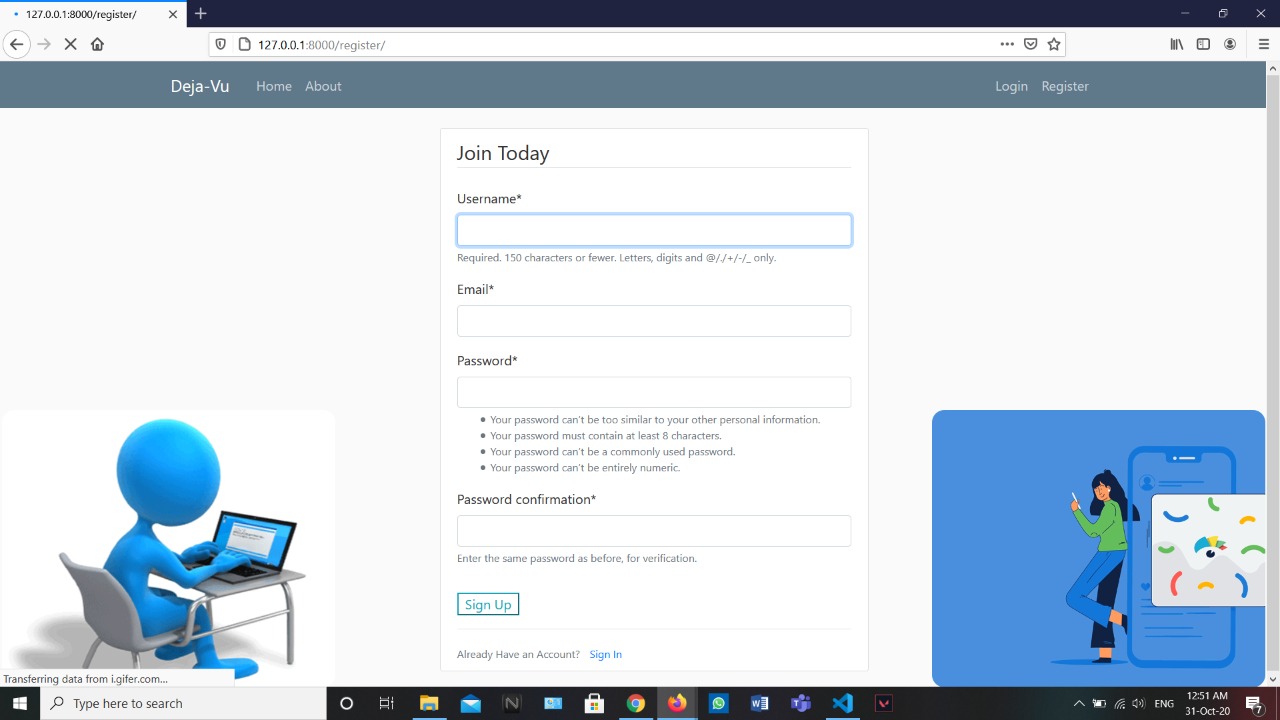 127.0.0.1:8000/register/
127.0.0.1:8000/register/
Deja-Vu Home About Login Register
Join Today
Username*
Required. 150 characters or fewer. Letters, digits and @/./+/-/_ only.
Email*
Password*
Your password can't be too similar to your other personal information.
Your password must contain at least 8 characters.
Your password can't be a commonly used password.
Your password can't be entirely numeric.
Password confirmation*
Enter the same password as before, for verification.
Sign Up
Already Have an Account? Sign In
Transferring data from i.gifer.com...
Type here to search
ENG
12:51 AM
31-Oct-20
7